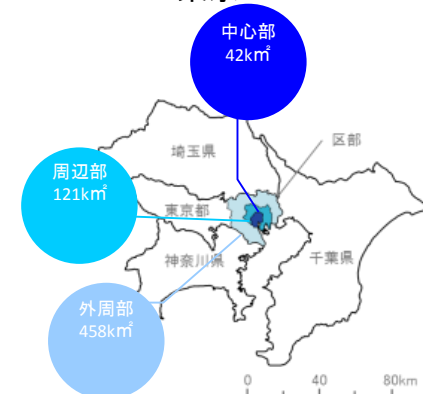 中心部
42k㎡
埼玉県
区部
周辺部
121k㎡
東京都
神奈川県
千葉県
外周部
458k㎡
0 40 80km